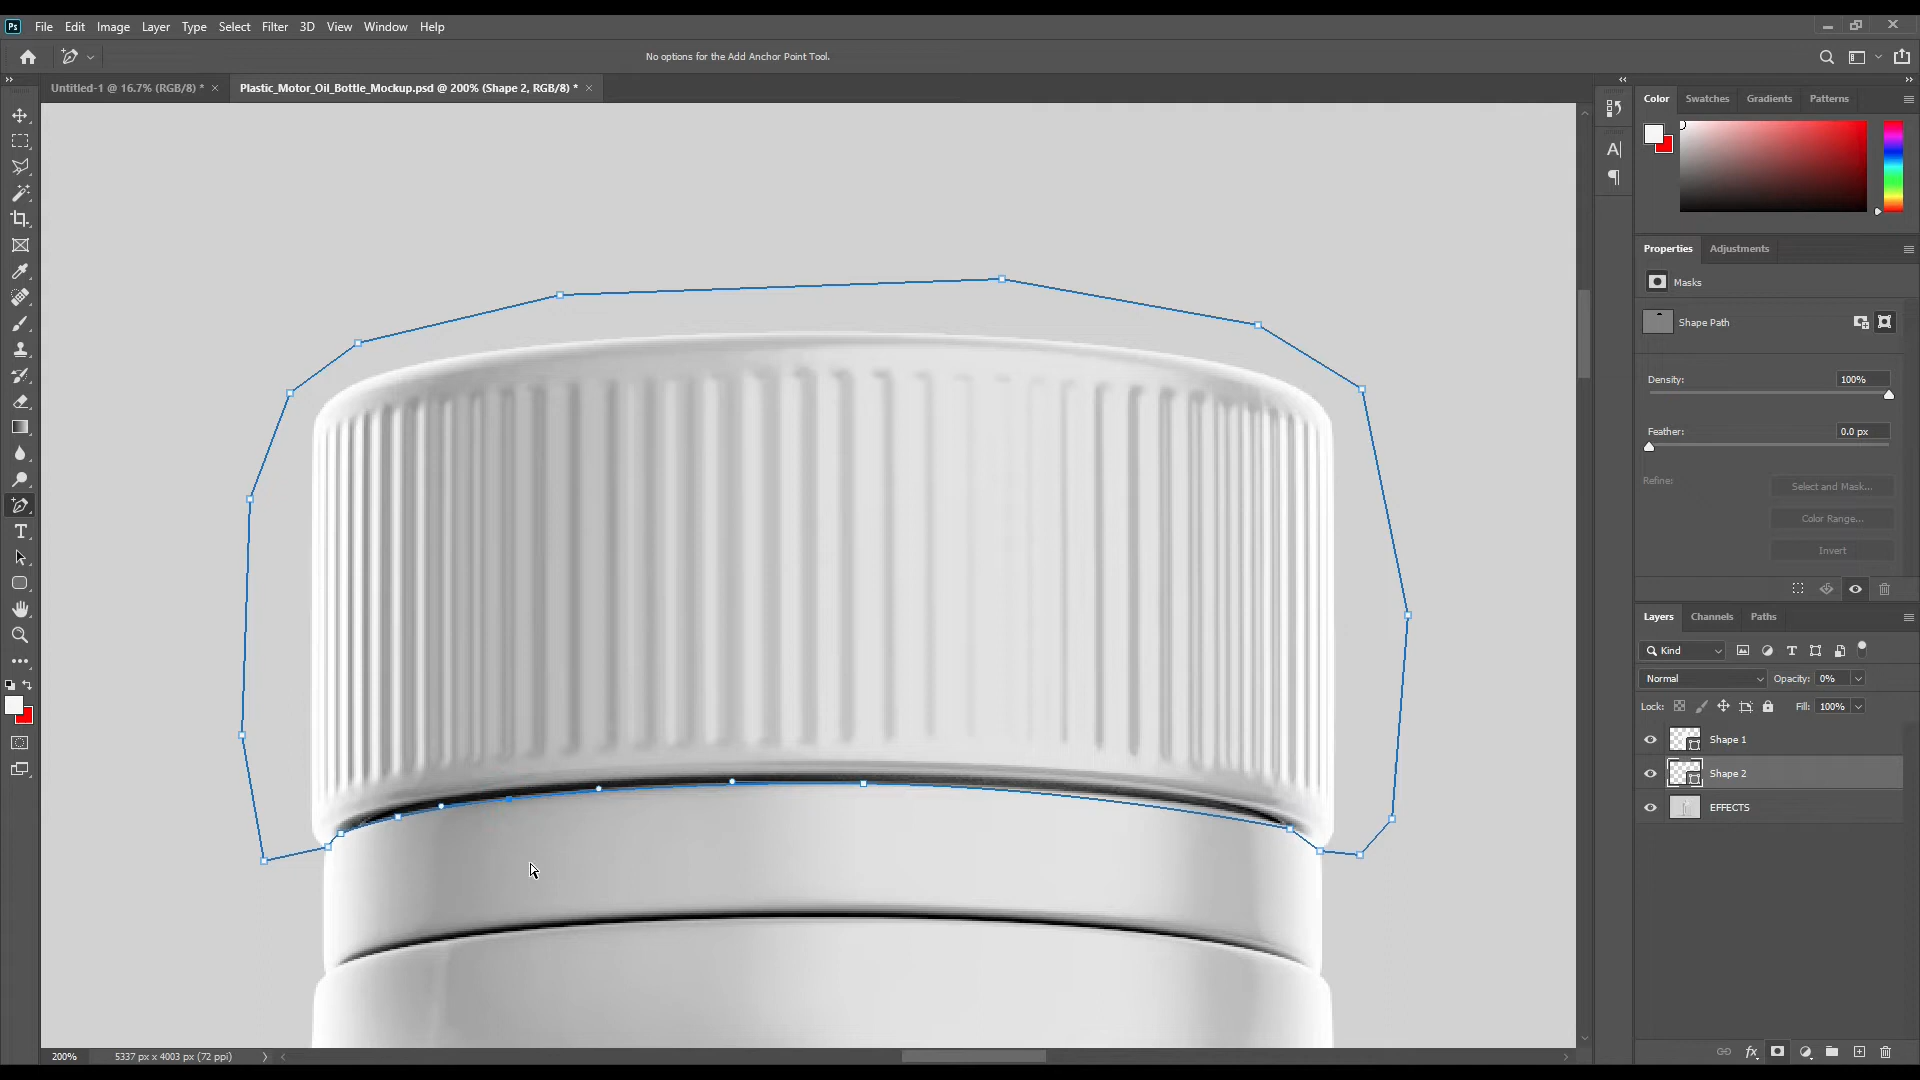 Ps File Edit Image Layer Type Select Filter 3D View Window Help
No options for the Add Anchor Point Tool.
Untitled-1 @ 16.7% (RGB/8) * × Plastic_Motor_Oil_Bottle_Mockup.psd @ 200% (Shape 2, RGB/8) * ×
Color Swatches Gradients Patterns
Properties Adjustments
Masks
Shape Path
Density: 100%
Feather: 0.0 px
Refine: Select and Mask...
Color Range...
Invert
Layers Channels Paths
Kind
Normal Opacity: 0%
Lock: Fill: 100%
Shape 1
Shape 2
EFFECTS
200% 5337 px x 4003 px (72 ppi)